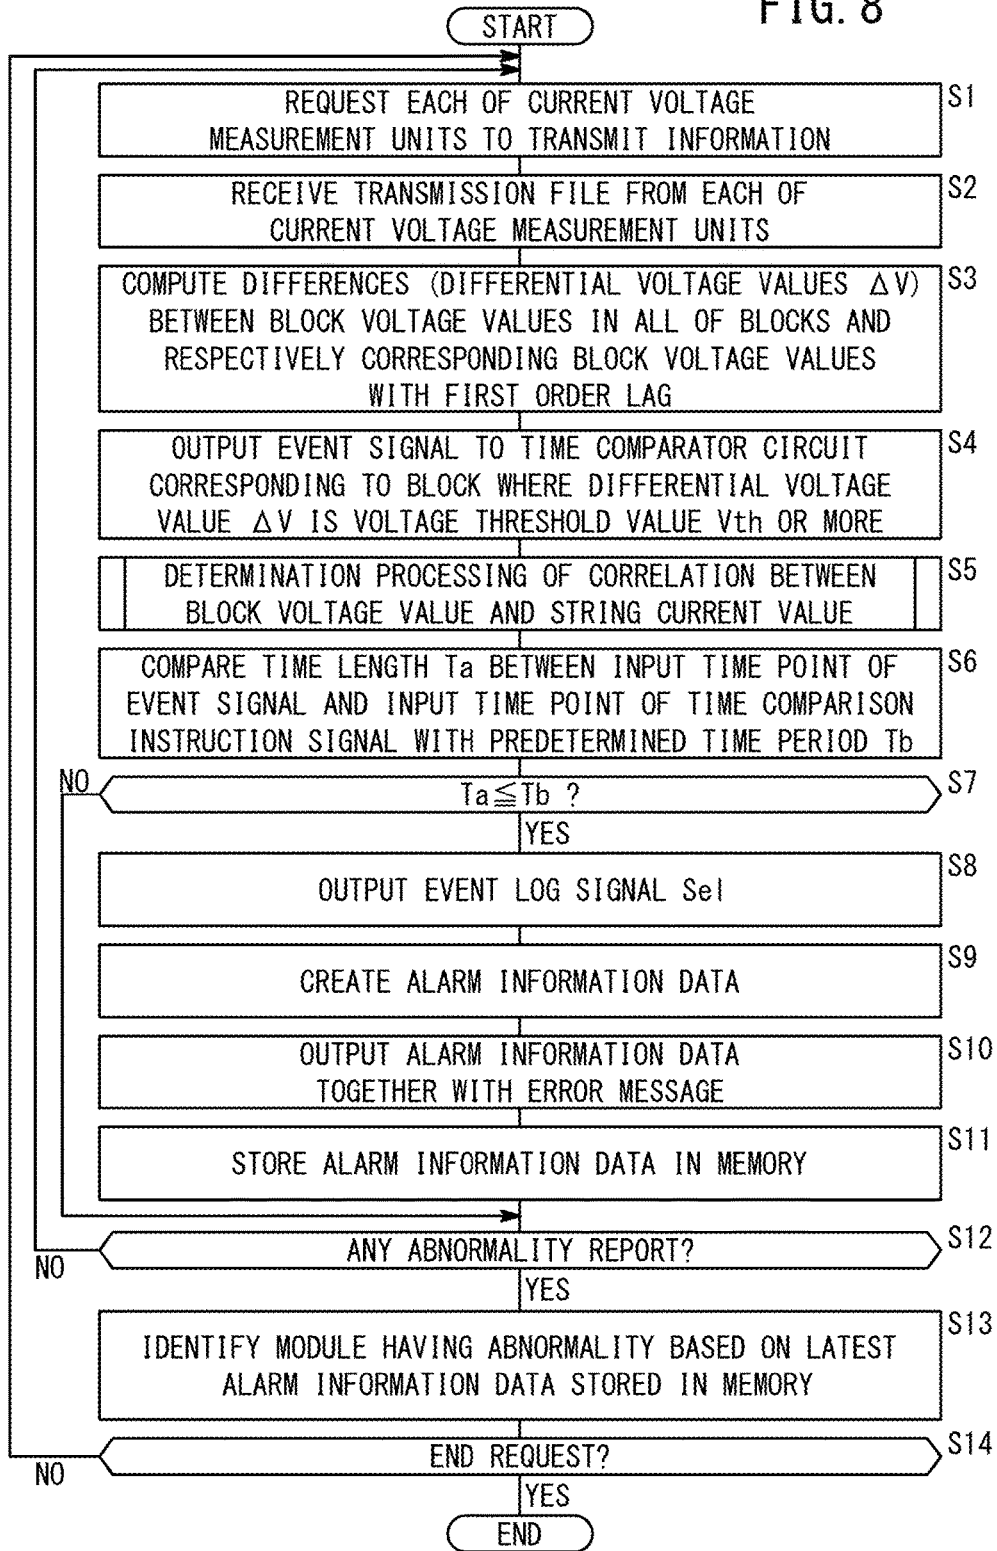 FIG. 8
START
REQUEST EACH OF CURRENT VOLTAGE
MEASUREMENT UNITS TO TRANSMIT INFORMATION
S1
RECEIVE TRANSMISSION FILE FROM EACH OF
CURRENT VOLTAGE MEASUREMENT UNITS
S2
COMPUTE DIFFERENCES (DIFFERENTIAL VOLTAGE VALUES ΔV)
BETWEEN BLOCK VOLTAGE VALUES IN ALL OF BLOCKS AND
RESPECTIVELY CORRESPONDING BLOCK VOLTAGE VALUES
WITH FIRST ORDER LAG
S3
OUTPUT EVENT SIGNAL TO TIME COMPARATOR CIRCUIT
CORRESPONDING TO BLOCK WHERE DIFFERENTIAL VOLTAGE
VALUE ΔV IS VOLTAGE THRESHOLD VALUE Vth OR MORE
S4
DETERMINATION PROCESSING OF CORRELATION BETWEEN
BLOCK VOLTAGE VALUE AND STRING CURRENT VALUE
S5
COMPARE TIME LENGTH Ta BETWEEN INPUT TIME POINT OF
EVENT SIGNAL AND INPUT TIME POINT OF TIME COMPARISON
INSTRUCTION SIGNAL WITH PREDETERMINED TIME PERIOD Tb
S6
NO
Ta≦Tb ?
S7
YES
OUTPUT EVENT LOG SIGNAL Sel
S8
CREATE ALARM INFORMATION DATA
S9
OUTPUT ALARM INFORMATION DATA
TOGETHER WITH ERROR MESSAGE
S10
STORE ALARM INFORMATION DATA IN MEMORY
S11
ANY ABNORMALITY REPORT?
S12
NO
YES
IDENTIFY MODULE HAVING ABNORMALITY BASED ON LATEST
ALARM INFORMATION DATA STORED IN MEMORY
S13
END REQUEST?
S14
NO
YES
END